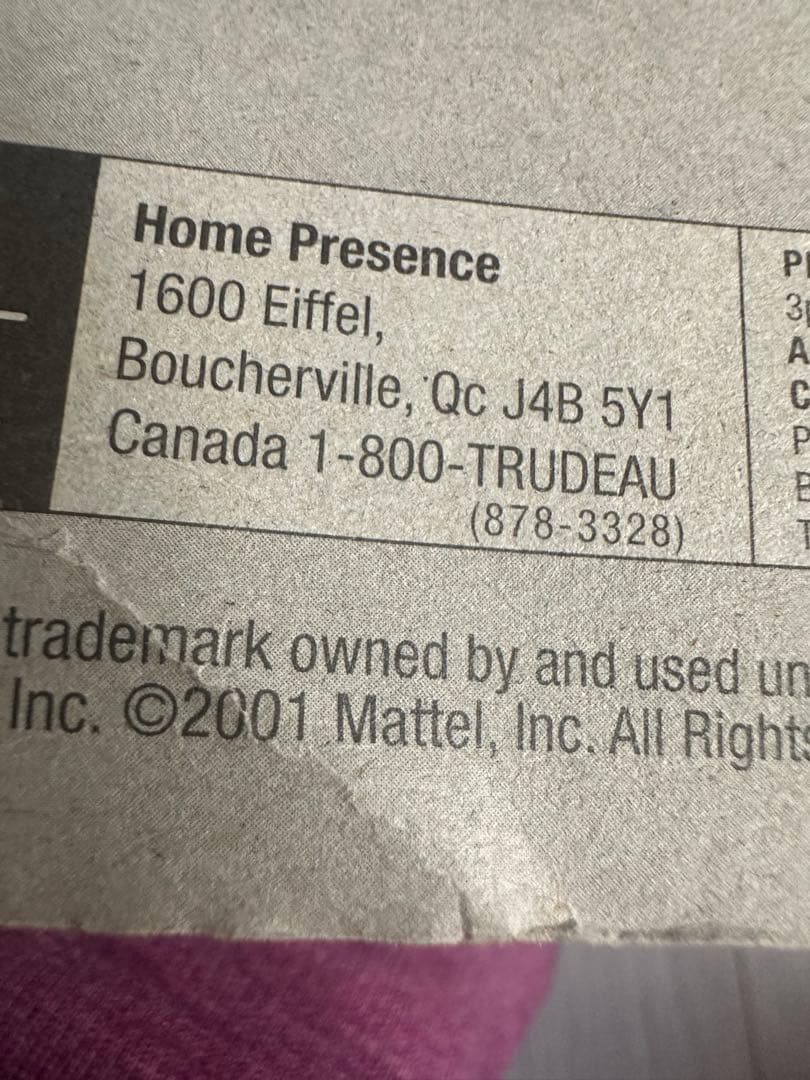 Home Presence
1600 Eiffel,
Boucherville, Qc J4B 5Y1
Canada 1-800-TRUDEAU
(878-3328)
trademark owned by and used
Inc. ©2001 Mattel, Inc. All Rights